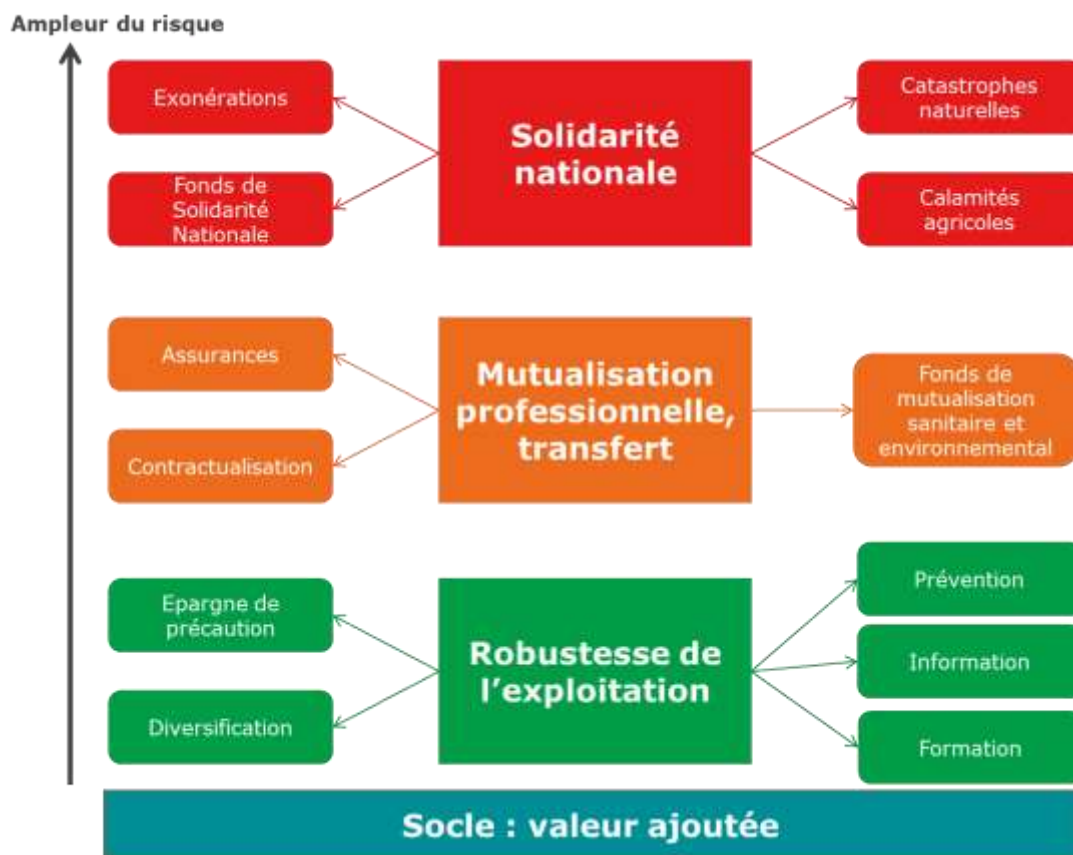 Ampleur du risque
Exonérations
Fonds de
Solidarité
Nationale
Solidarité
nationale
Catastrophes
naturelles
Calamités
agricoles
Assurances
Contractualisation
Mutualisation
professionnelle,
transfert
Fonds de
mutualisation
sanitaire et
environnemental
Epargne de
précaution
Diversification
Robustesse de
l'exploitation
Prévention
Information
Formation
Socle : valeur ajoutée